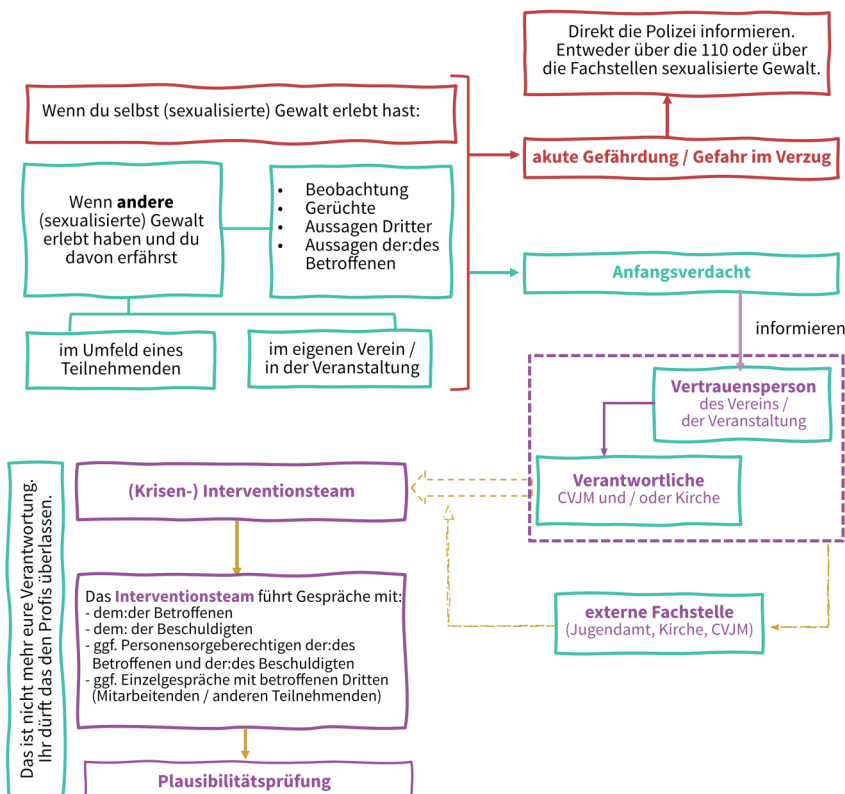 Direkt die Polizei informieren.
Entweder über die 110 oder über
die Fachstellen sexualisierte Gewalt.
Wenn du selbst (sexualisierte) Gewalt erlebt hast:
akute Gefährdung / Gefahr im Verzug
Wenn andere
(sexualisierte) Gewalt
erlebt haben und du
davon erfährst
• Beobachtung
• Gerüchte
• Aussagen Dritter
• Aussagen der:des
Betroffenen
Anfangsverdacht
informieren
im Umfeld eines
Teilnehmenden
im eigenen Verein /
in der Veranstaltung
Vertrauensperson
des Vereins /
der Veranstaltung
Verantwortliche
CVJM und / oder Kirche
(Krisen-) Interventionsteam
Das ist nicht mehr eure Verantwortung.
Ihr dürft das den Profis überlassen.
Das Interventionsteam führt Gespräche mit:
- dem:der Betroffenen
- dem: der Beschuldigten
- ggf. Personensorgeberechtigen der:des
Betroffenen und der:des Beschuldigten
- ggf. Einzelgespräche mit betroffenen Dritten
(Mitarbeitenden / anderen Teilnehmenden)
externe Fachstelle
(Jugendamt, Kirche, CVJM)
Plausibilitätsprüfung